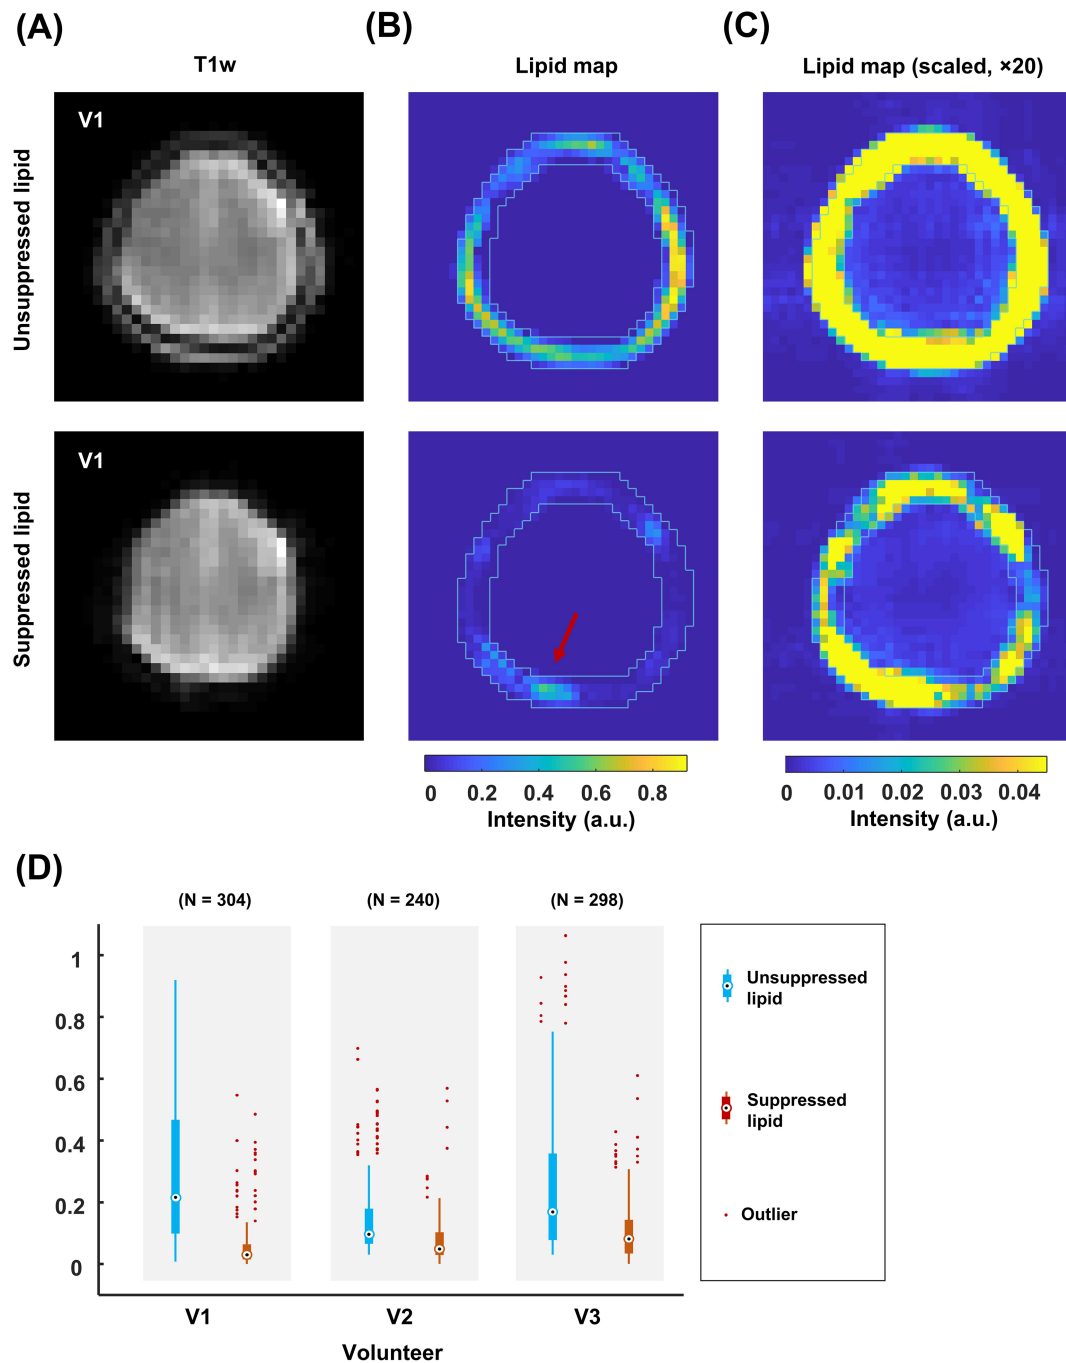 (A)
(B)
(C)
T1w
Lipid map
Lipid map (scaled, ×20)
Unsuppressed lipid
V1
Suppressed lipid
V1
0 0.2 0.4 0.6 0.8
Intensity (a.u.)
0 0.01 0.02 0.03 0.04
Intensity (a.u.)
(D)
(N = 304)
(N = 240)
(N = 298)
1
0.8
0.6
0.4
0.2
0
V1
V2
V3
Volunteer
Unsuppressed
lipid
Suppressed
lipid
Outlier